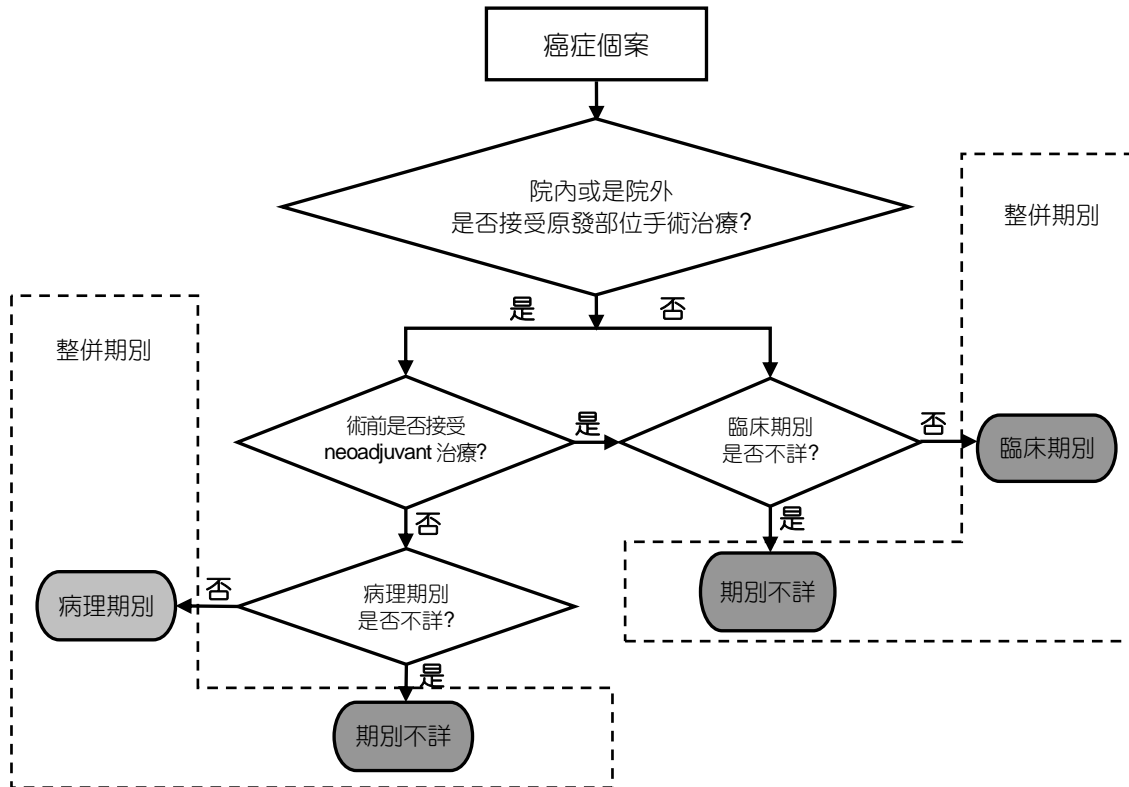 癌症個案
院內或是院外
是否接受原發部位手術治療?
整併期別
是
否
整併期別
術前是否接受
neoadjuvant 治療?
是
臨床期別
是否不詳?
否
臨床期別
否
是
病理期別
否
病理期別
是否不詳?
期別不詳
是
期別不詳